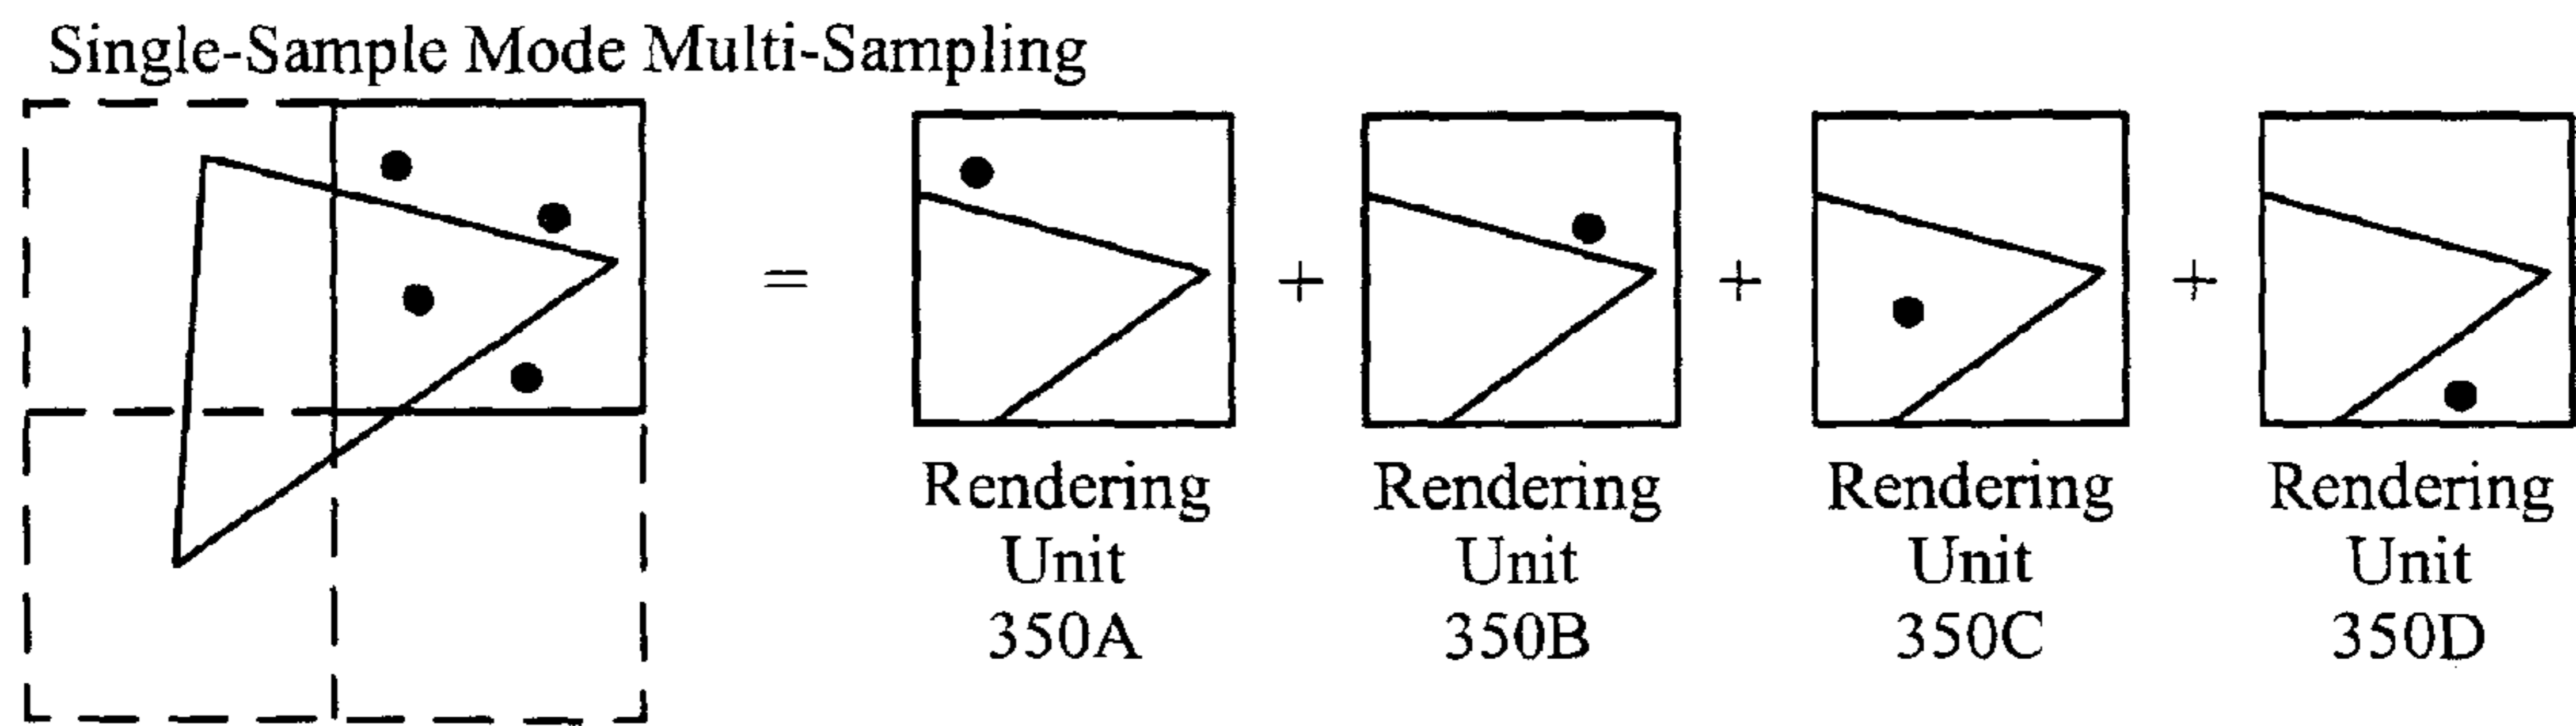 Single-Sample Mode Multi-Sampling
= + + +
Rendering Unit 350A
Rendering Unit 350B
Rendering Unit 350C
Rendering Unit 350D